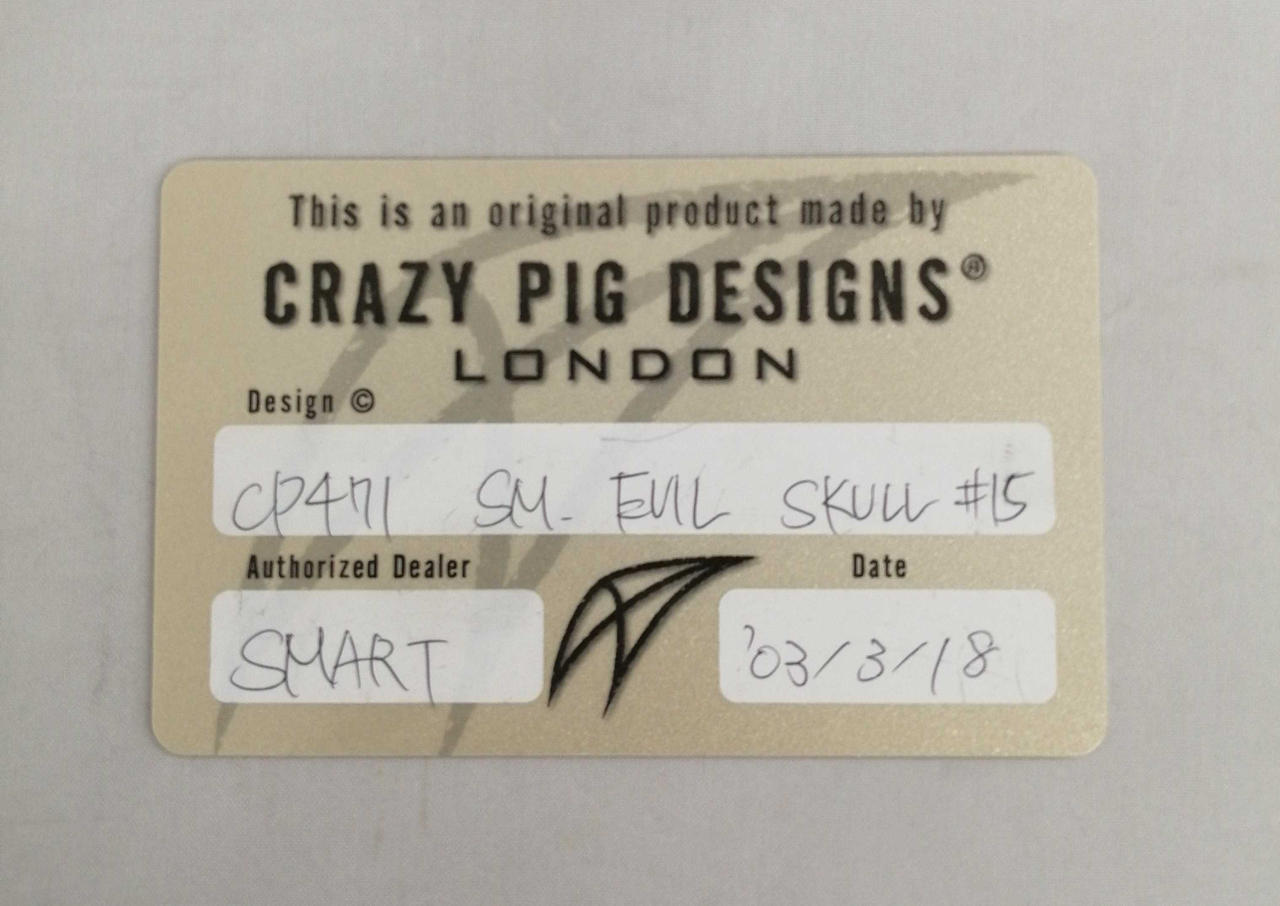 This is an original product made by
CRAZY PIG DESIGNS®
LONDON
Design ©
CP471 SM. EVIL SKULL #15
Authorized Dealer
Date
SMART
'03/3/18